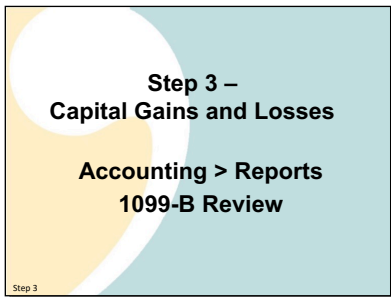 Step 3 –
Capital Gains and Losses
Accounting > Reports
1099-B Review
Step 3